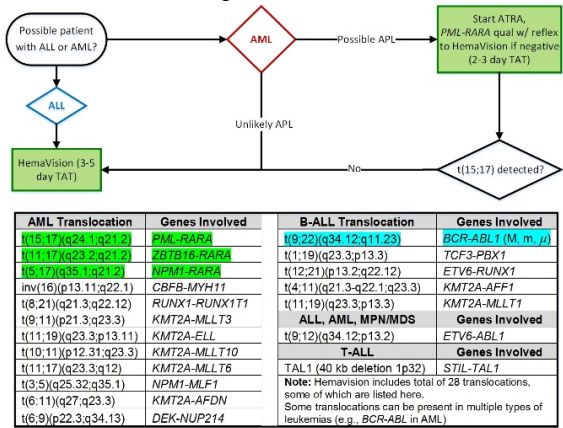 Possible patient
with ALL or AML?
AML
Possible APL
Start ATRA,
PML-RARA qual w/ reflex
to HemaVision if negative
(2-3 day TAT)
ALL
Unlikely APL
HemaVision (3-5
day TAT)
No
t(15;17) detected?
AML Translocation Genes Involved
t(15;17)(q24.1;q21.2) PML-RARA
t(11;17)(q23.2;q21.2) ZBTB16-RARA
t(5;17)(q35.1;q21.2) NPM1-RARA
inv(16)(p13.11;q22.1) CBFB-MYH11
t(8;21)(q21.3;q22.12) RUNX1-RUNX1T1
t(9;11)(p21.3;q23.3) KMT2A-MLLT3
t(11;19)(q23.3;p13.11) KMT2A-ELL
t(10;11)(p12.31;q23.3) KMT2A-MLLT10
t(11;17)(q23.3;q12) KMT2A-MLLT6
t(3;5)(q25.32;q35.1) NPM1-MLF1
t(6:11)(q27;q23.3) KMT2A-AFDN
t(6;9)(p22.3;q34.13) DEK-NUP214
B-ALL Translocation Genes Involved
t(9;22)(q34.12;q11.23) BCR-ABL1 (M, m, μ)
t(1;19)(q23.3;p13.3) TCF3-PBX1
t(12;21)(p13.2;q22.12) ETV6-RUNX1
t(4;11)(q21.3-q22.1;q23.3) KMT2A-AFF1
t(11;19)(q23.3;p13.3) KMT2A-MLLT1
ALL, AML, MPN/MDS Genes Involved
t(9;12)(q34.12;p13.2) ETV6-ABL1
T-ALL Genes Involved
TAL1 (40 kb deletion 1p32) STIL-TAL1
Note: Hemavision includes total of 28 translocations,
some of which are listed here.
Some translocations can be present in multiple types of
leukemias (e.g., BCR-ABL in AML)